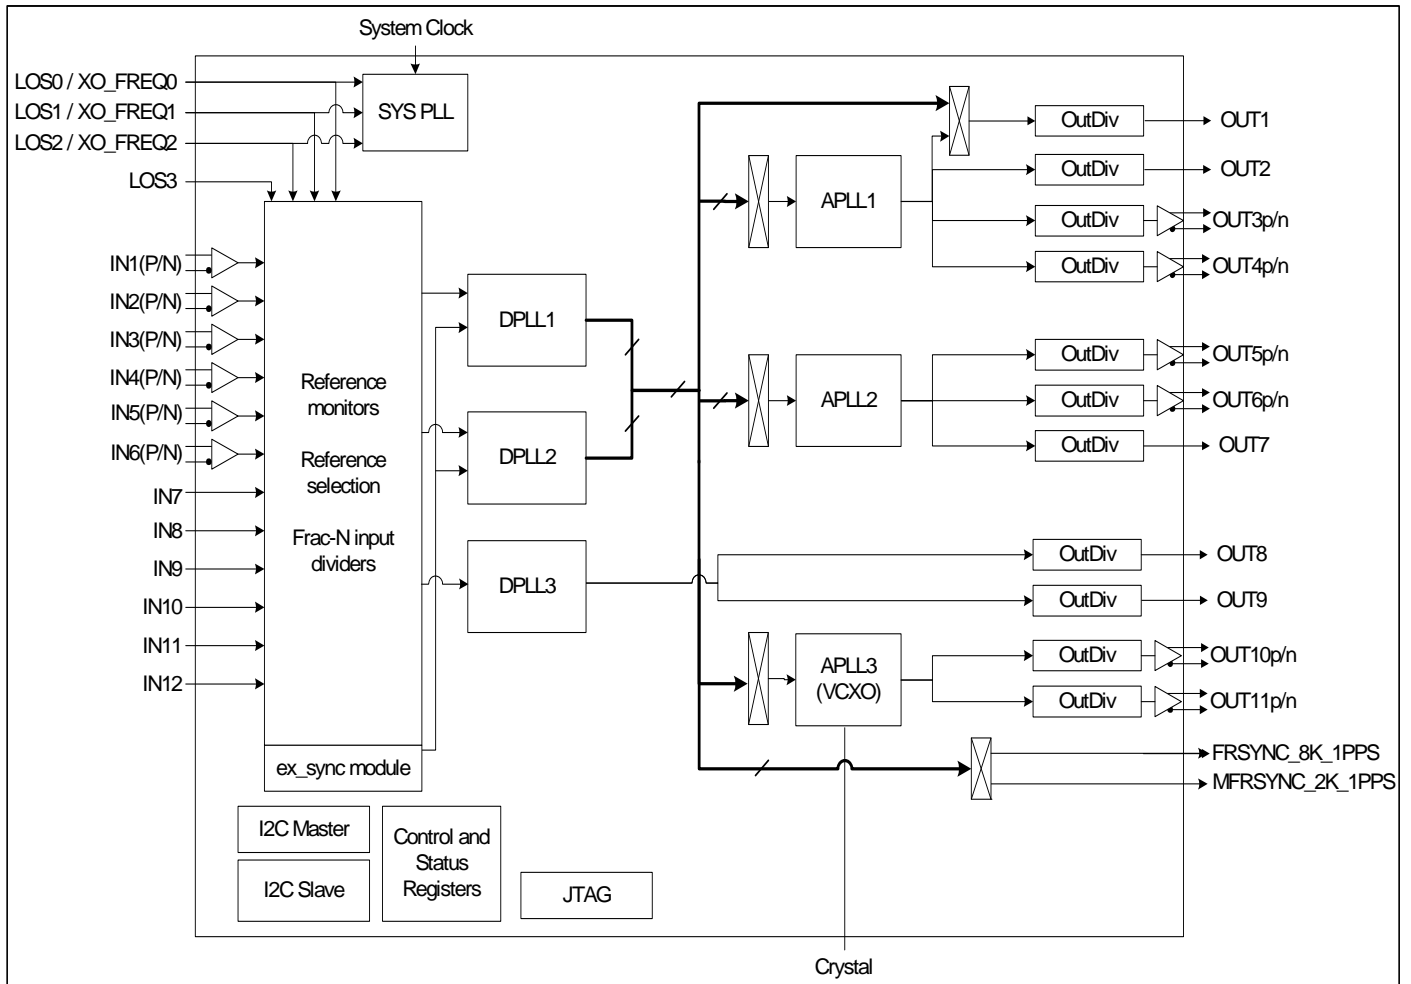 System Clock
LOS0 / XO_FREQ0
LOS1 / XO_FREQ1
LOS2 / XO_FREQ2
LOS3
SYS PLL
IN1(P/N)
IN2(P/N)
IN3(P/N)
IN4(P/N)
IN5(P/N)
IN6(P/N)
IN7
IN8
IN9
IN10
IN11
IN12
Reference
monitors
Reference
selection
Frac-N input
dividers
ex_sync module
DPLL1
DPLL2
DPLL3
APLL1
APLL2
APLL3
(VCXO)
OutDiv
OUT1
OutDiv
OUT2
OutDiv
OUT3p/n
OutDiv
OUT4p/n
OutDiv
OUT5p/n
OutDiv
OUT6p/n
OutDiv
OUT7
OutDiv
OUT8
OutDiv
OUT9
OutDiv
OUT10p/n
OutDiv
OUT11p/n
FRSYNC_8K_1PPS
MFRSYNC_2K_1PPS
I2C Master
I2C Slave
Control and
Status
Registers
JTAG
Crystal